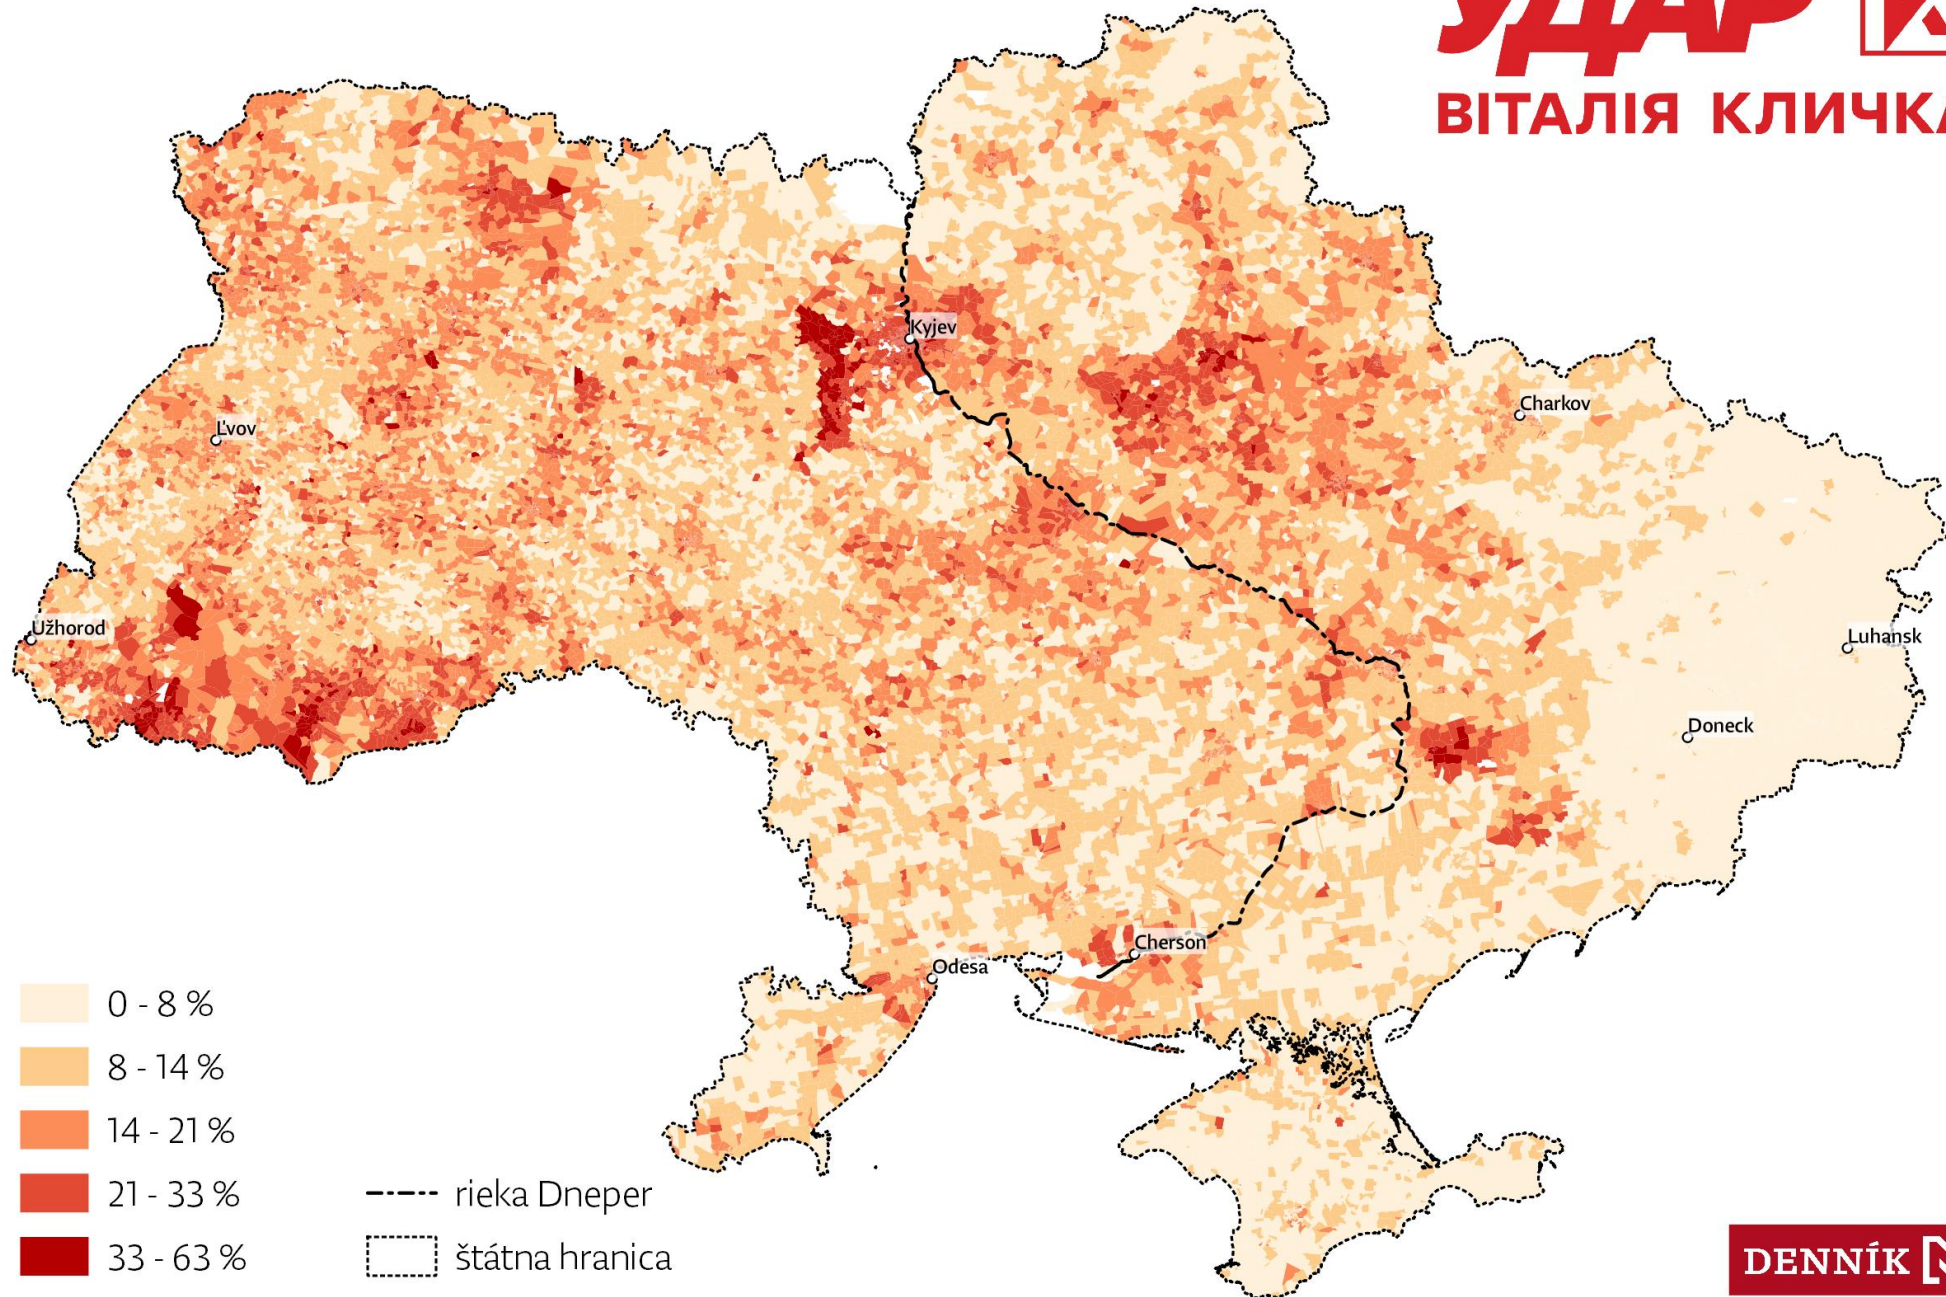 УДАР
ВІТАЛІЯ КЛИЧКА
Kyjev
Charkov
Ľvov
Užhorod
Luhansk
Doneck
Cherson
Odesa
0 - 8 %
8 - 14 %
14 - 21 %
21 - 33 %
33 - 63 %
rieka Dneper
štátna hranica
DENNÍK N